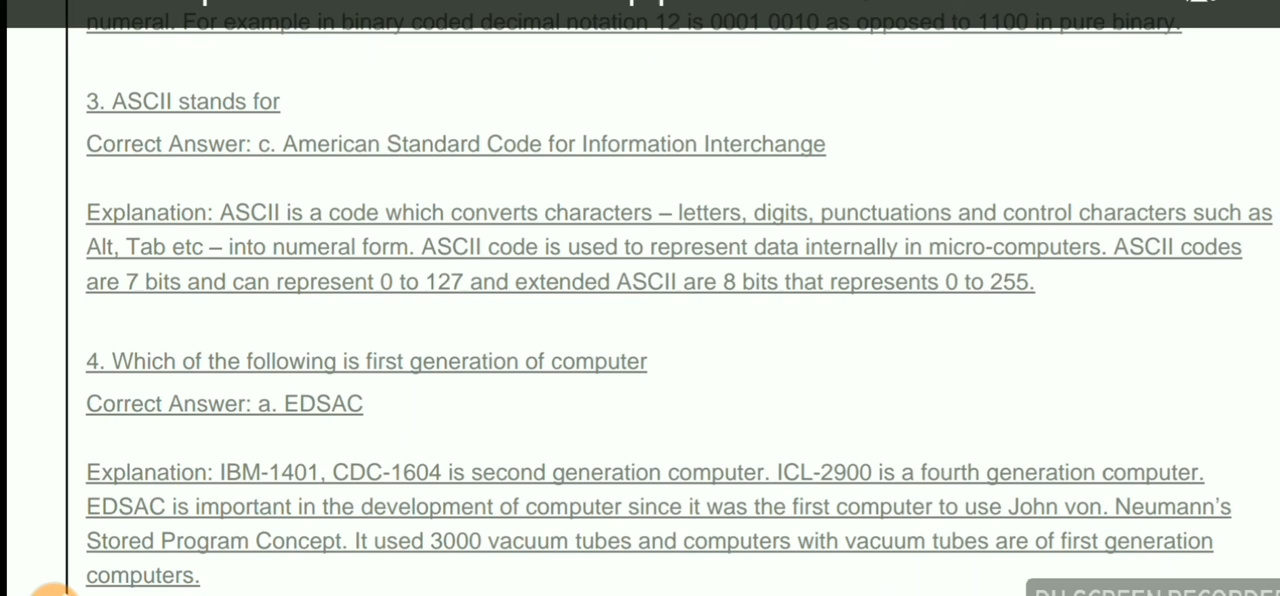 numeral. For example in binary coded decimal notation 12 is 0001 0010 as opposed to 1100 in pure binary.
3. ASCII stands for
Correct Answer: c. American Standard Code for Information Interchange
Explanation: ASCII is a code which converts characters – letters, digits, punctuations and control characters such as
Alt, Tab etc – into numeral form. ASCII code is used to represent data internally in micro-computers. ASCII codes
are 7 bits and can represent 0 to 127 and extended ASCII are 8 bits that represents 0 to 255.
4. Which of the following is first generation of computer
Correct Answer: a. EDSAC
Explanation: IBM-1401, CDC-1604 is second generation computer. ICL-2900 is a fourth generation computer.
EDSAC is important in the development of computer since it was the first computer to use John von. Neumann’s
Stored Program Concept. It used 3000 vacuum tubes and computers with vacuum tubes are of first generation
computers.
DU SCREEN RECORDER